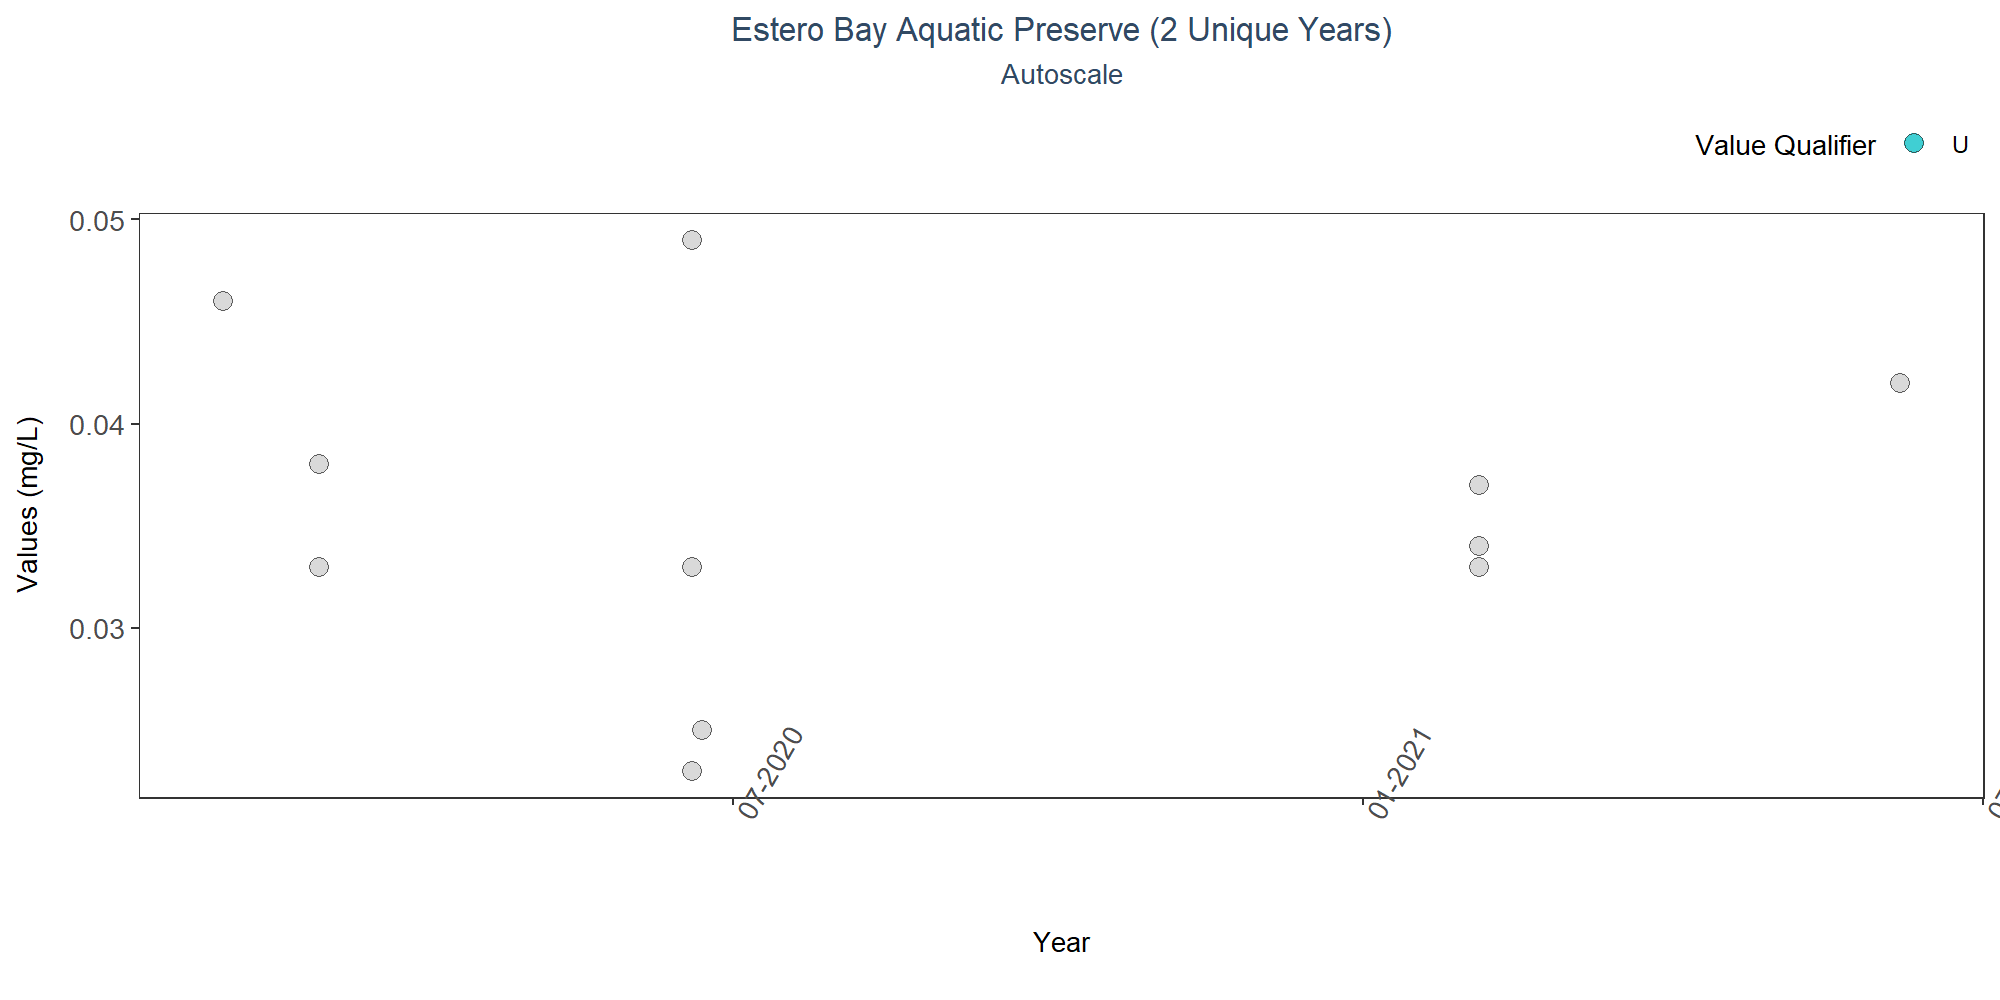 Estero Bay Aquatic Preserve (2 Unique Years)
Autoscale
Value Qualifier U
0.05
0.04
0.03
Values (mg/L)
07-2020
01-2021
Year